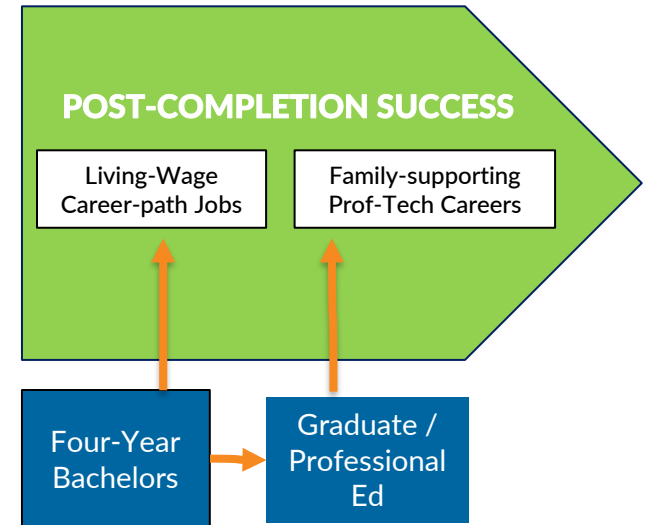 POST-COMPLETION SUCCESS
Living-Wage
Career-path Jobs
Family-supporting
Prof-Tech Careers
Four-Year
Bachelors
Graduate /
Professional
Ed